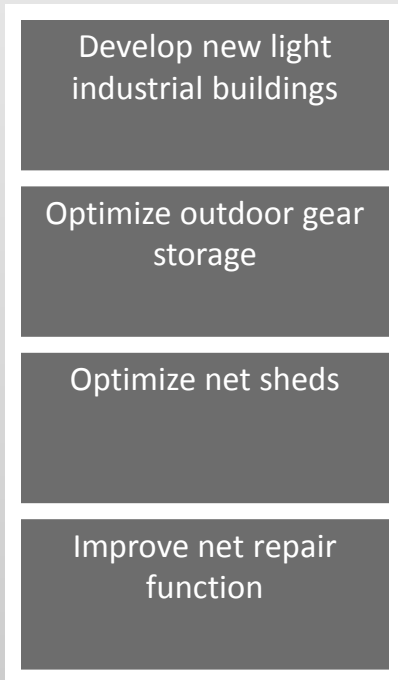 Develop new light
industrial buildings
Optimize outdoor gear
storage
Optimize net sheds
Improve net repair
function